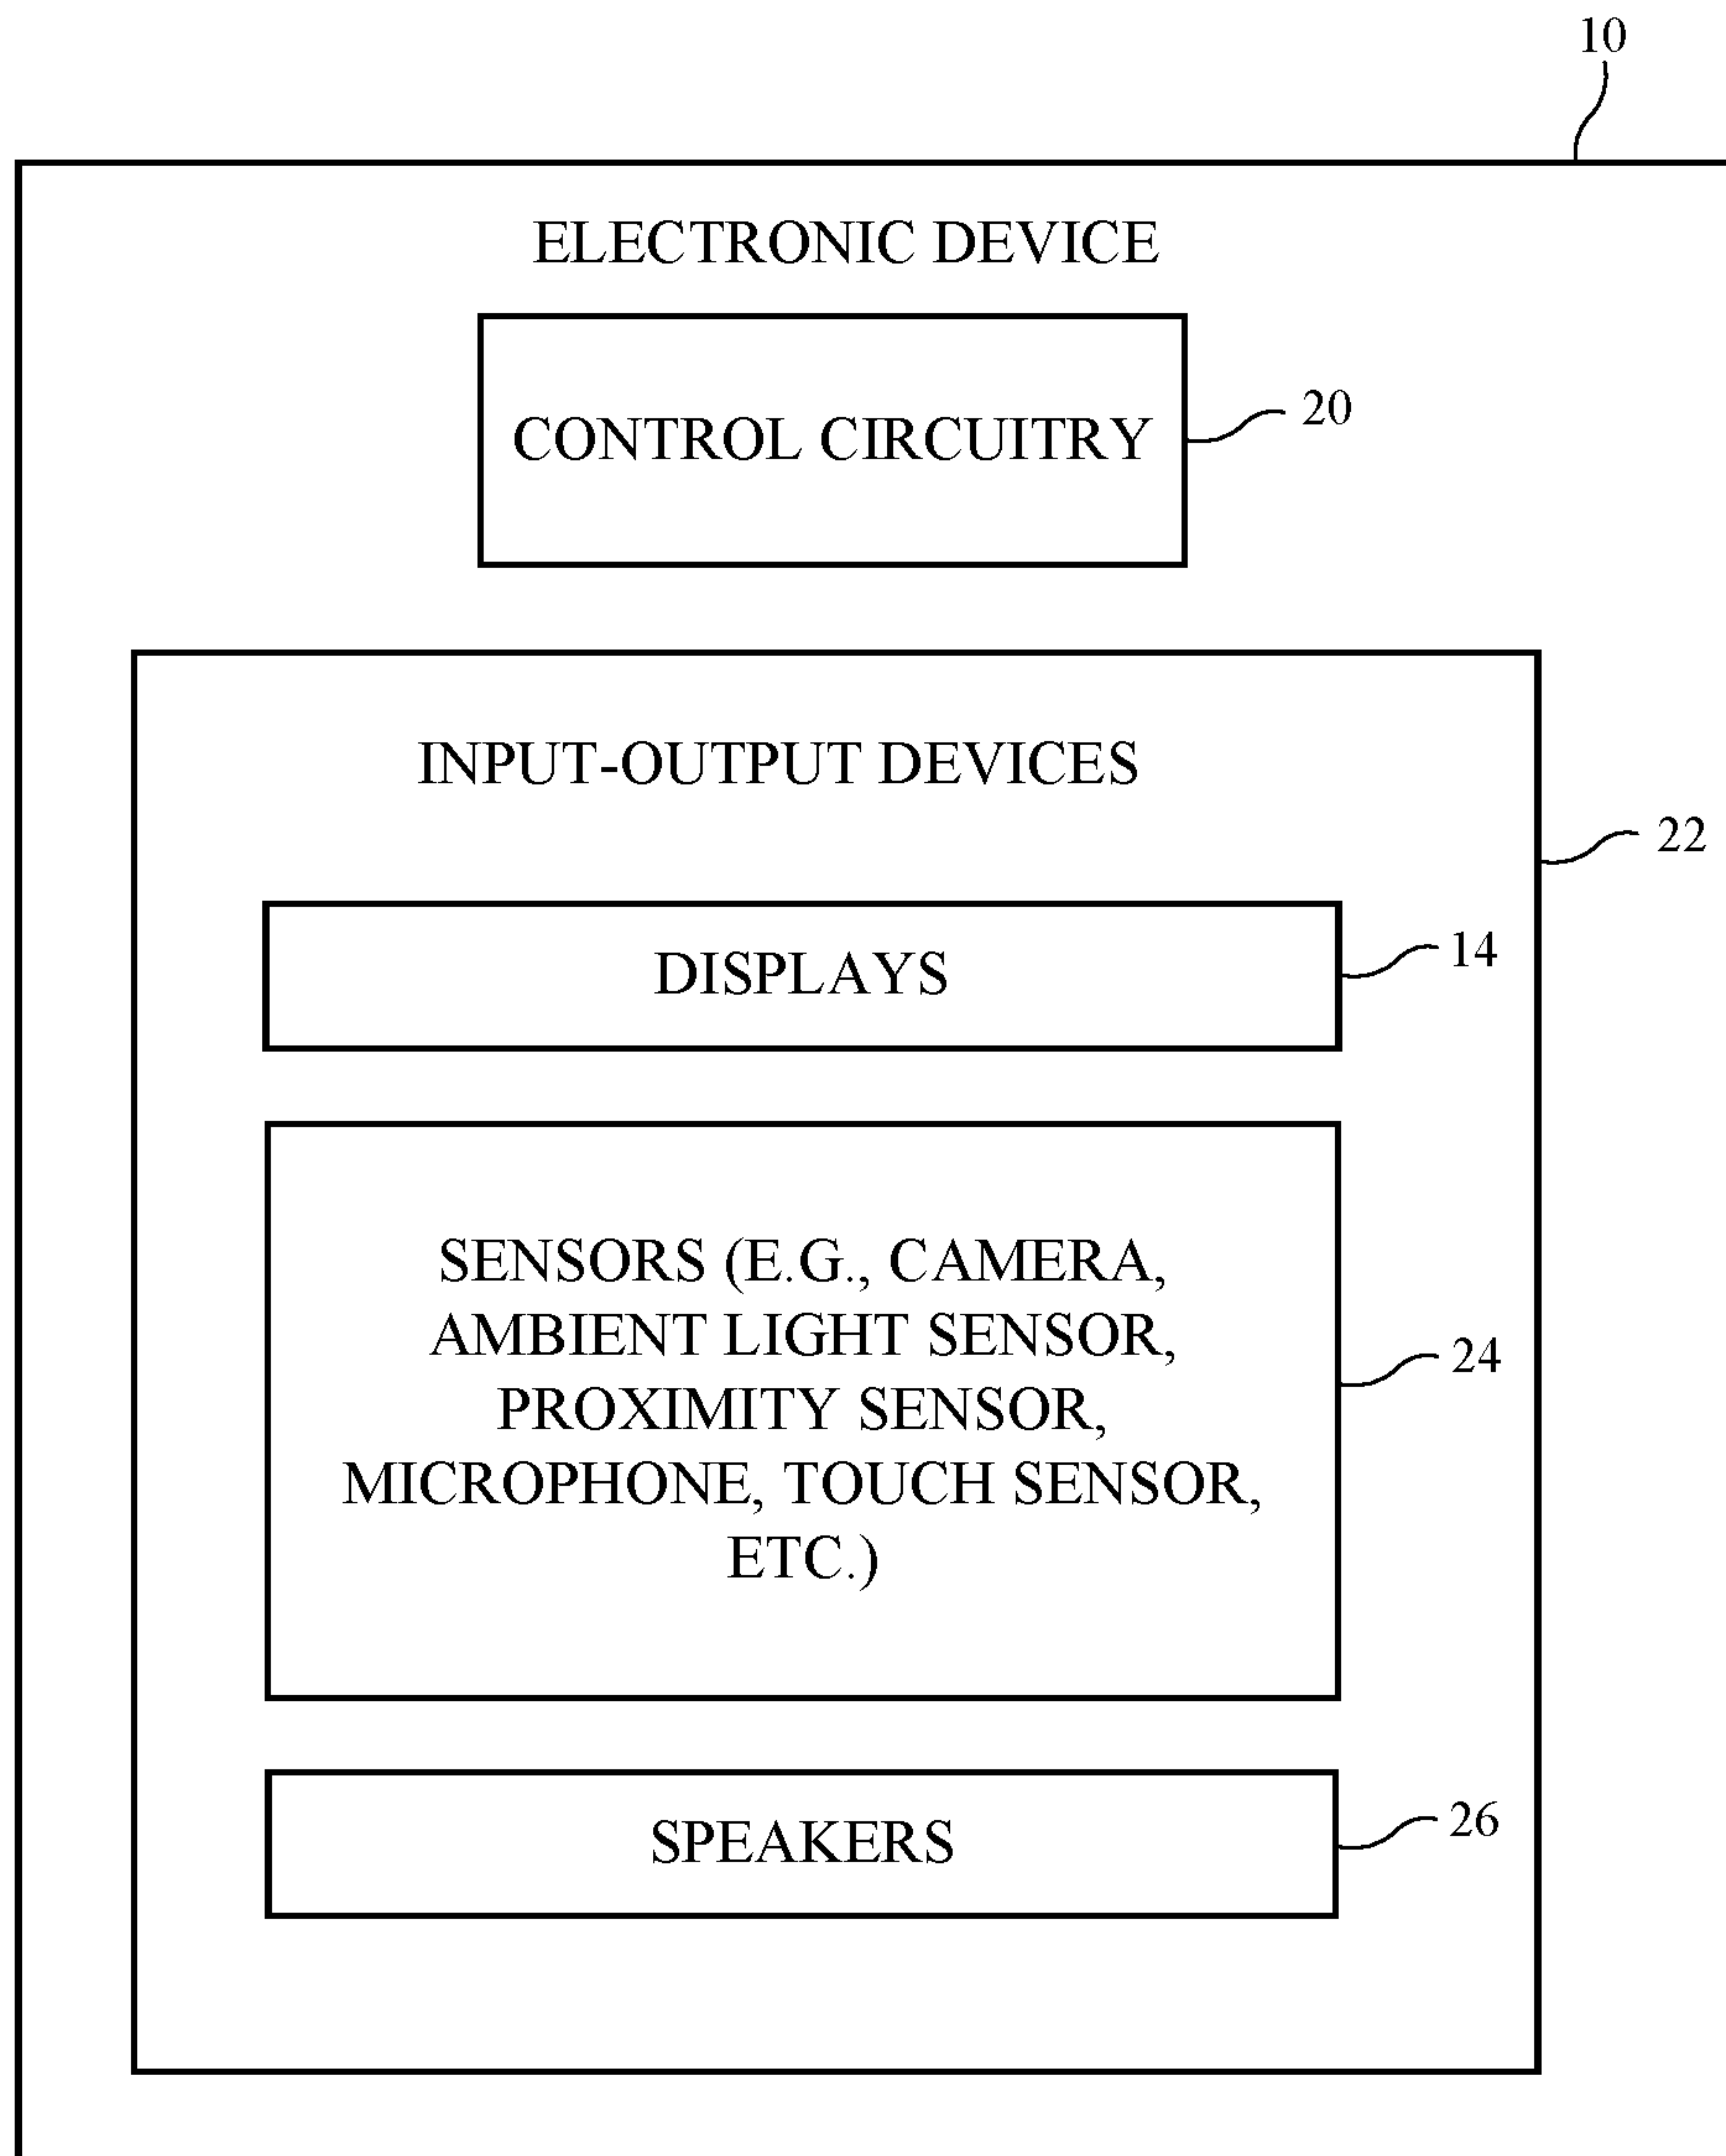 10
ELECTRONIC DEVICE
CONTROL CIRCUITRY
20
INPUT-OUTPUT DEVICES
22
DISPLAYS
14
SENSORS (E.G., CAMERA,
AMBIENT LIGHT SENSOR,
PROXIMITY SENSOR,
MICROPHONE, TOUCH SENSOR,
ETC.)
24
SPEAKERS
26